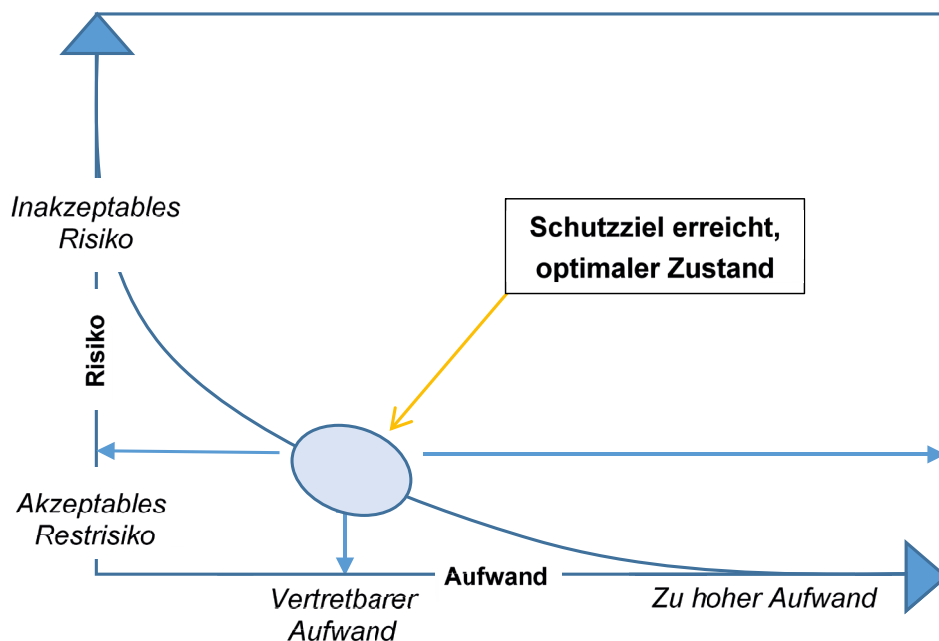 Inakzeptables
Risiko
Schutzziel erreicht,
optimaler Zustand
Risiko
Akzeptables
Restrisiko
Aufwand
Vertretbarer
Aufwand
Zu hoher Aufwand